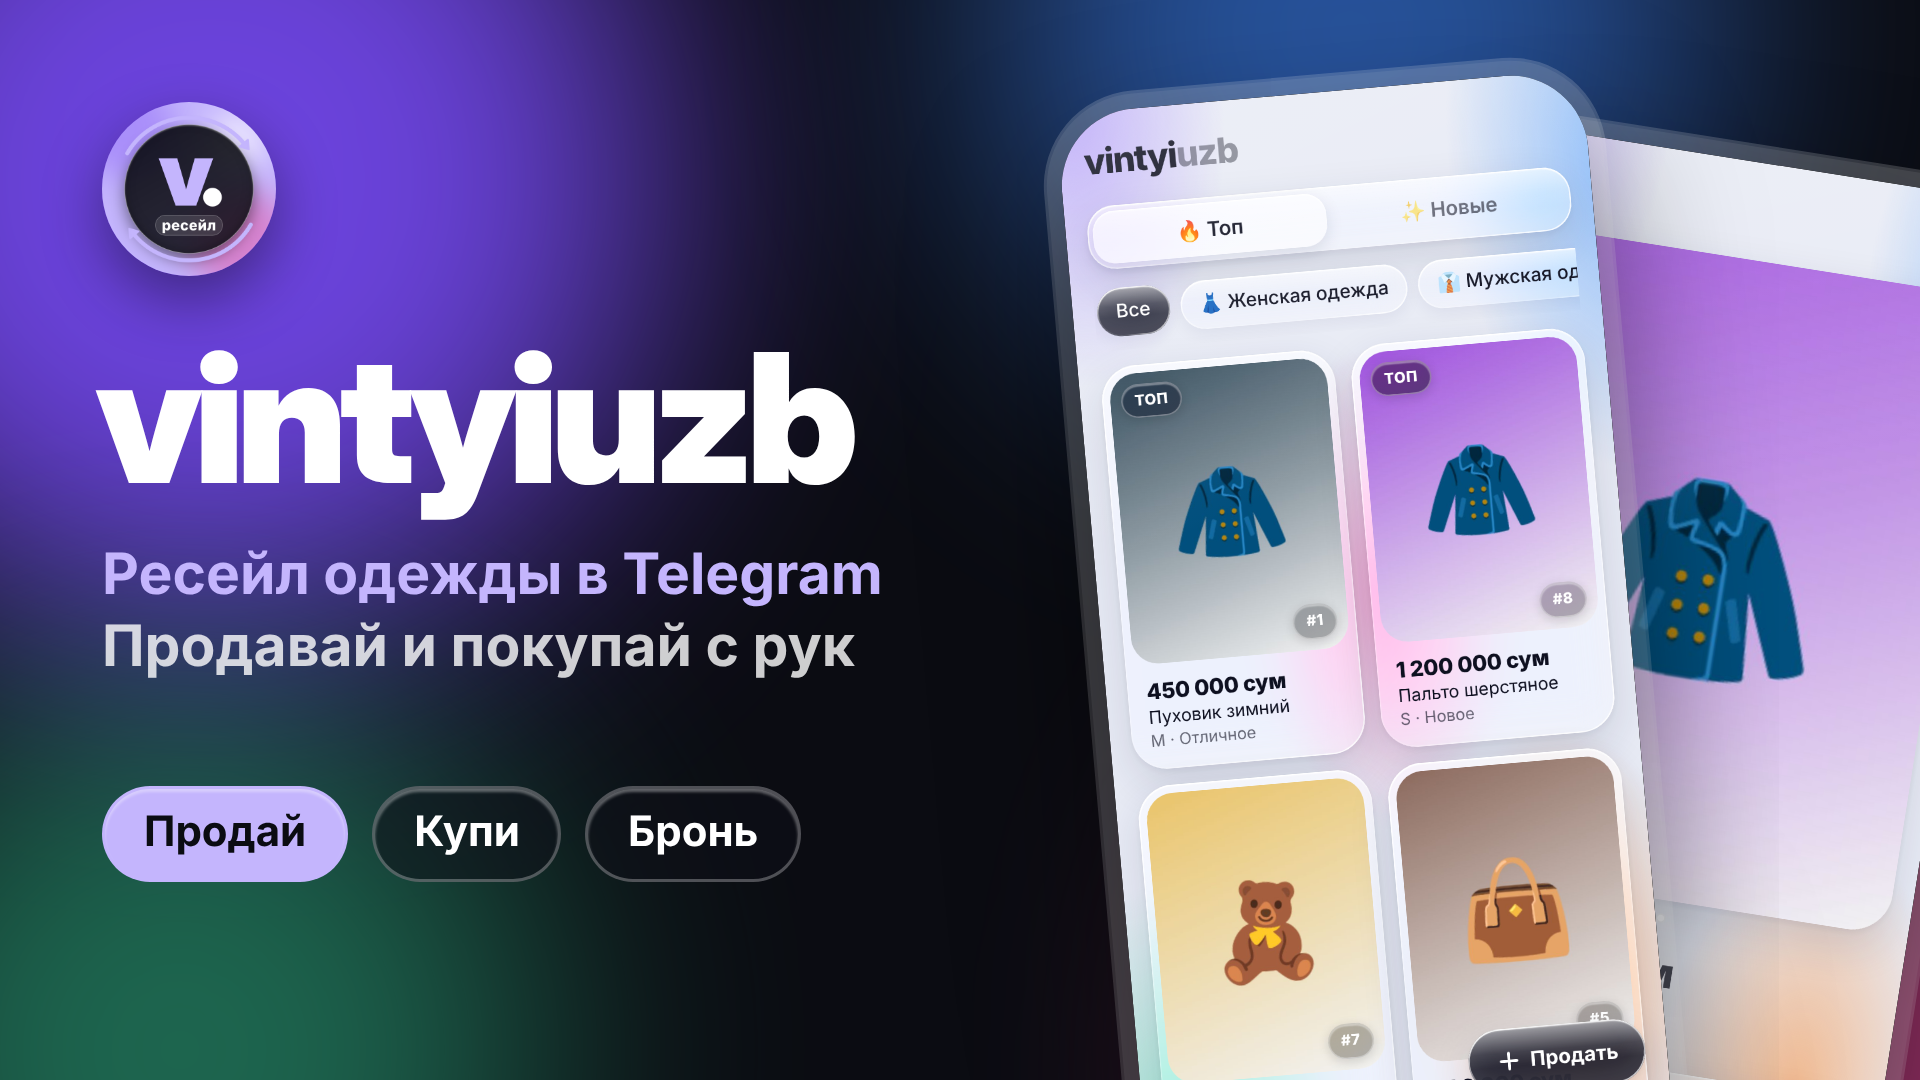 v.
ресейл
vintyiuzb
Ресейл одежды в Telegram
Продавай и покупай с рук
Продай
Купи
Бронь
vintyiuzb
🔥 Топ
✨ Новые
Все
👗 Женская одежда
👔 Мужская од
ТОП
#1
450 000 сум
Пуховик зимний
M · Отличное
ТОП
#8
1 200 000 сум
Пальто шерстяное
S · Новое
#7
#5
+ Продать